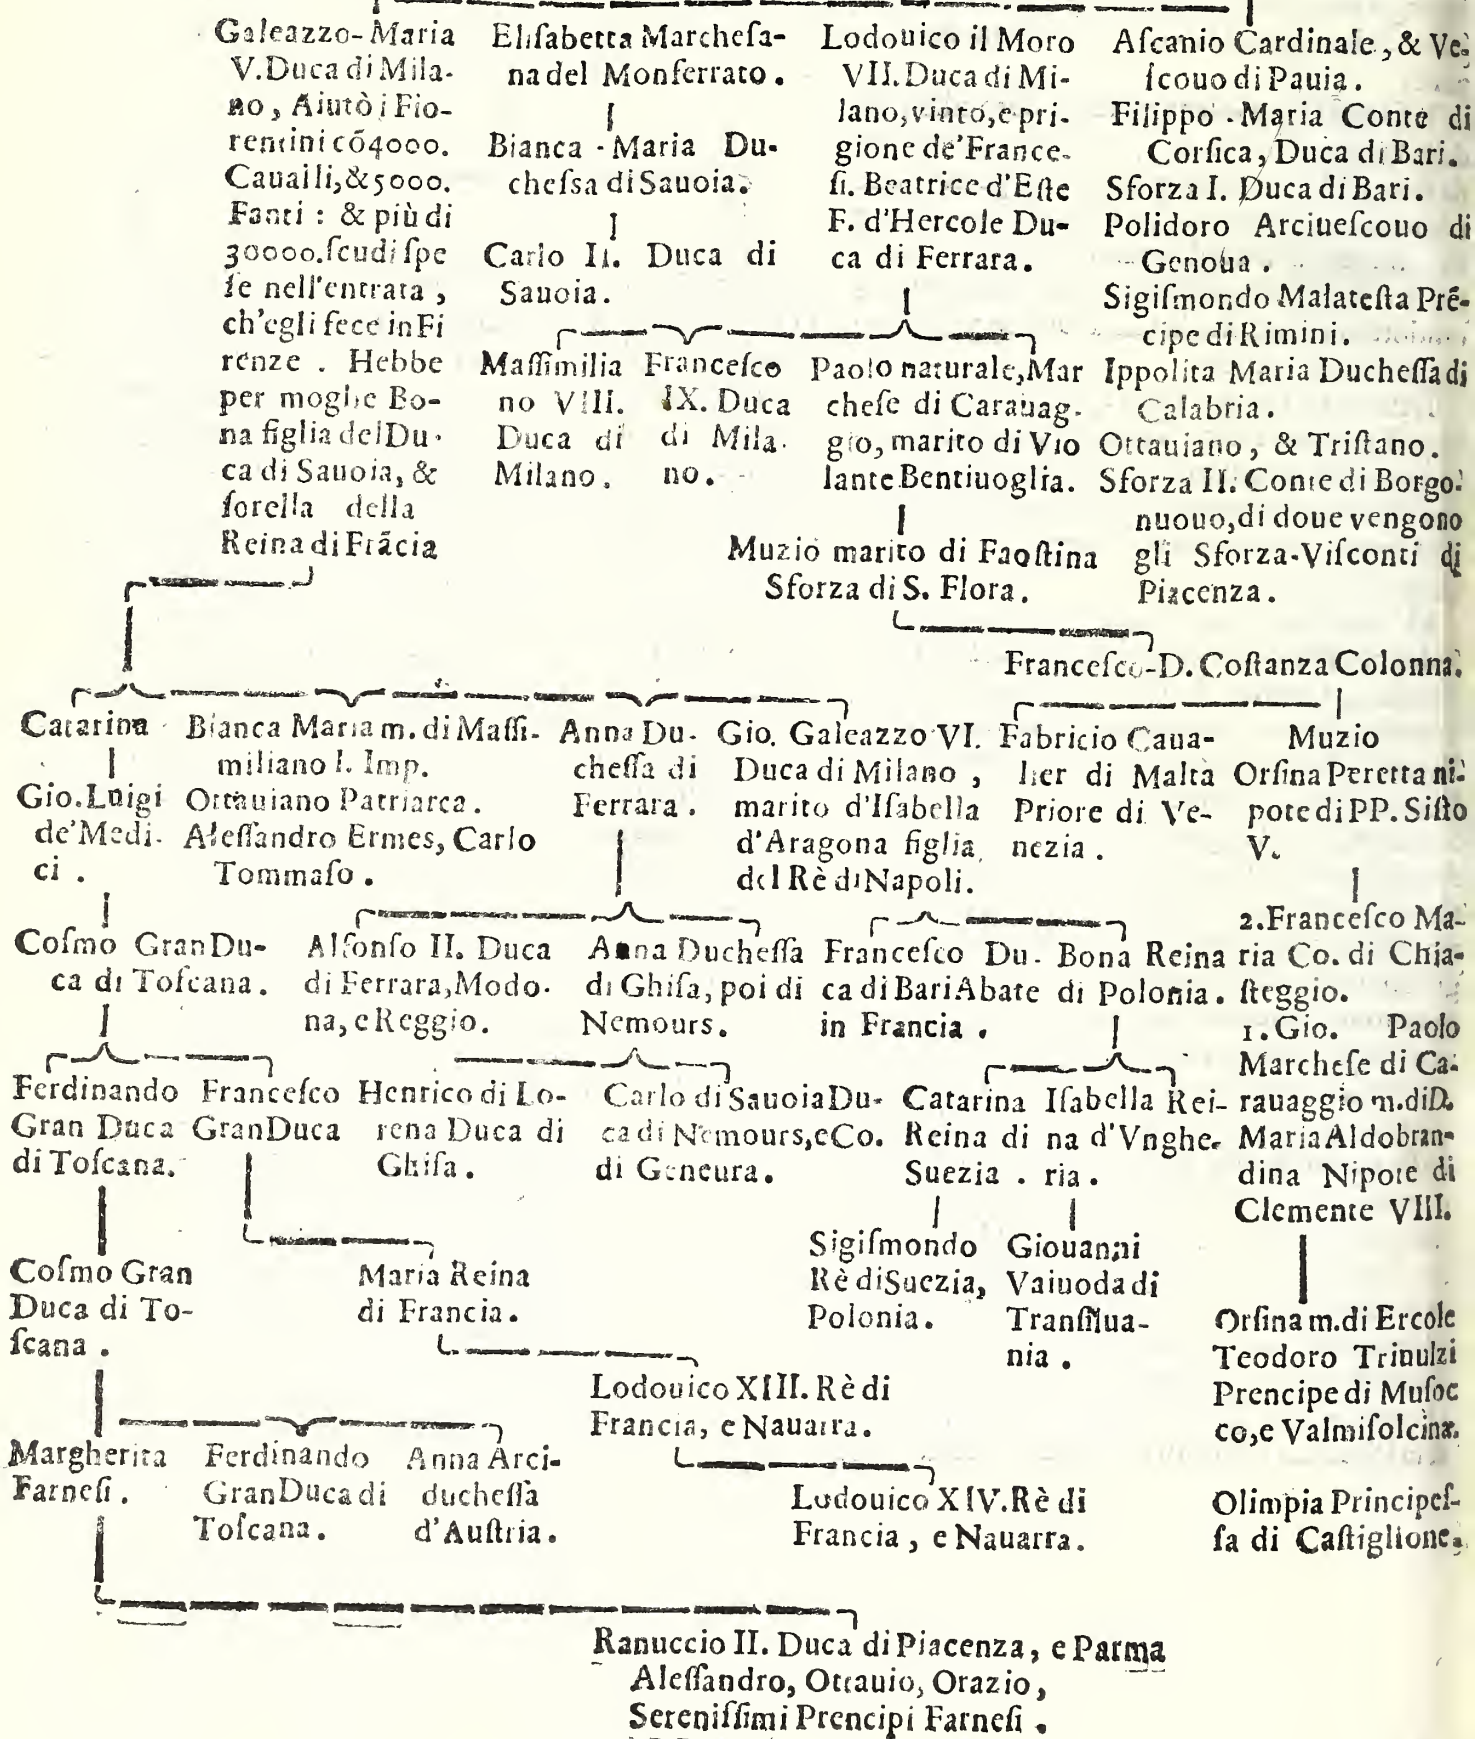 Galeazzo-Maria
V. Duca di Mila-
no, Aiutò i Fio-
rentini cõ 4000.
Cauaili, & 5000.
Fanti : & più di
30000. ſcudi ſpe
ſe nell'entrata ,
ch'egli fece in Fi
renze . Hebbe
per moglie Bo-
na figlia del Du-
ca di Sauoia, &
ſorella della
Reina di Frãcia
Eliſabetta Marcheſa-
na del Monferrato .
Bianca - Maria Du-
cheſsa di Sauoia.
Carlo II. Duca di
Sauoia.
Lodouico il Moro
VII. Duca di Mi-
lano, vinto, e pri-
gione de'France-
ſi. Beatrice d'Eſte
F. d'Hercole Du-
ca di Ferrara.
Aſcanio Cardinale, & Ve-
ſcouo di Pauia.
Filippo - Maria Conte di
Corſica, Duca di Bari.
Sforza I. Duca di Bari.
Polidoro Arciueſcouo di
Genoua .
Sigiſmondo Malateſta Prẽ-
cipe di Rimini.
Ippolita Maria Ducheſſa di
Calabria.
Ottauiano, & Triſtano.
Sforza II. Conte di Borgo-
nuouo, di doue vengono
gli Sforza-Viſconti di
Piacenza.
Maſſimilia
no VIII.
Duca di
Milano.
Franceſco
IX. Duca
di Mila-
no.
Paolo naturale, Mar
cheſe di Carauag-
gio, marito di Vio
lante Bentiuoglia.
Muzio marito di Fauſtina
Sforza di S. Flora.
Franceſco-D. Coſtanza Colonna.
Catarina
Gio. Luigi
de'Medi-
ci .
Bianca Maria m. di Maſſi-
miliano I. Imp.
Ottauiano Patriarca.
Aleſſandro Ermes, Carlo
Tommaſo.
Anna Du-
cheſſa di
Ferrara.
Gio. Galeazzo VI.
Duca di Milano ,
marito d'Iſabella
d'Aragona figlia
del Rè di Napoli.
Fabricio Caua-
lier di Malta
Priore di Ve-
nezia .
Muzio
Orſina Peretta ni-
pote di PP. Siſto
V.
Coſmo Gran Du-
ca di Toſcana.
Alfonſo II. Duca
di Ferrara, Modo-
na, e Reggio.
Anna Ducheſſa
di Ghiſa, poi di
Nemours.
Franceſco Du-
ca di Bari Abate
in Francia .
Bona Reina
di Polonia.
2. Franceſco Ma-
ria Co. di Chia-
ſteggio.
1. Gio. Paolo
Marcheſe di Ca-
rauaggio m. di D.
Maria Aldobran-
dina Nipote di
Clemente VIII.
Ferdinando
Gran Duca
di Toſcana.
Franceſco
Gran Duca
Henrico di Lo-
rena Duca di
Ghiſa.
Carlo di Sauoia Du-
ca di Nemours, e Co.
di Geneura.
Catarina
Reina di
Suezia .
Iſabella Rei-
na d'Vnghe-
ria .
Coſmo Gran
Duca di To-
ſcana .
Maria Reina
di Francia.
Sigiſmondo
Rè di Suezia,
Polonia.
Giouanni
Vaiuoda di
Tranſilua-
nia .
Orſina m. di Ercole
Teodoro Triuulzi
Prencipe di Muſoc
co, e Valmiſolcina.
Lodouico XIII. Rè di
Francia, e Nauarra.
Margherita
Farneſi.
Ferdinando
Gran Duca di
Toſcana.
Anna Arci-
ducheſſa
d'Auſtria.
Lodouico XIV. Rè di
Francia, e Nauarra.
Olimpia Principeſ-
ſa di Caſtiglione.
Ranuccio II. Duca di Piacenza, e Parma
Aleſſandro, Ottauio, Orazio,
Sereniſſimi Prencipi Farneſi .